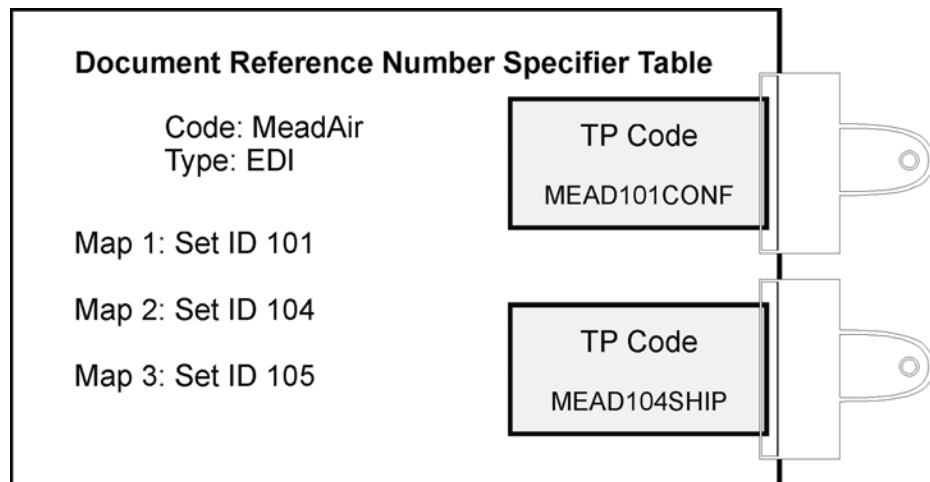 Document Reference Number Specifier Table
Code: MeadAir
Type: EDI
Map 1: Set ID 101
Map 2: Set ID 104
Map 3: Set ID 105
TP Code
MEAD101CONF
TP Code
MEAD104SHIP